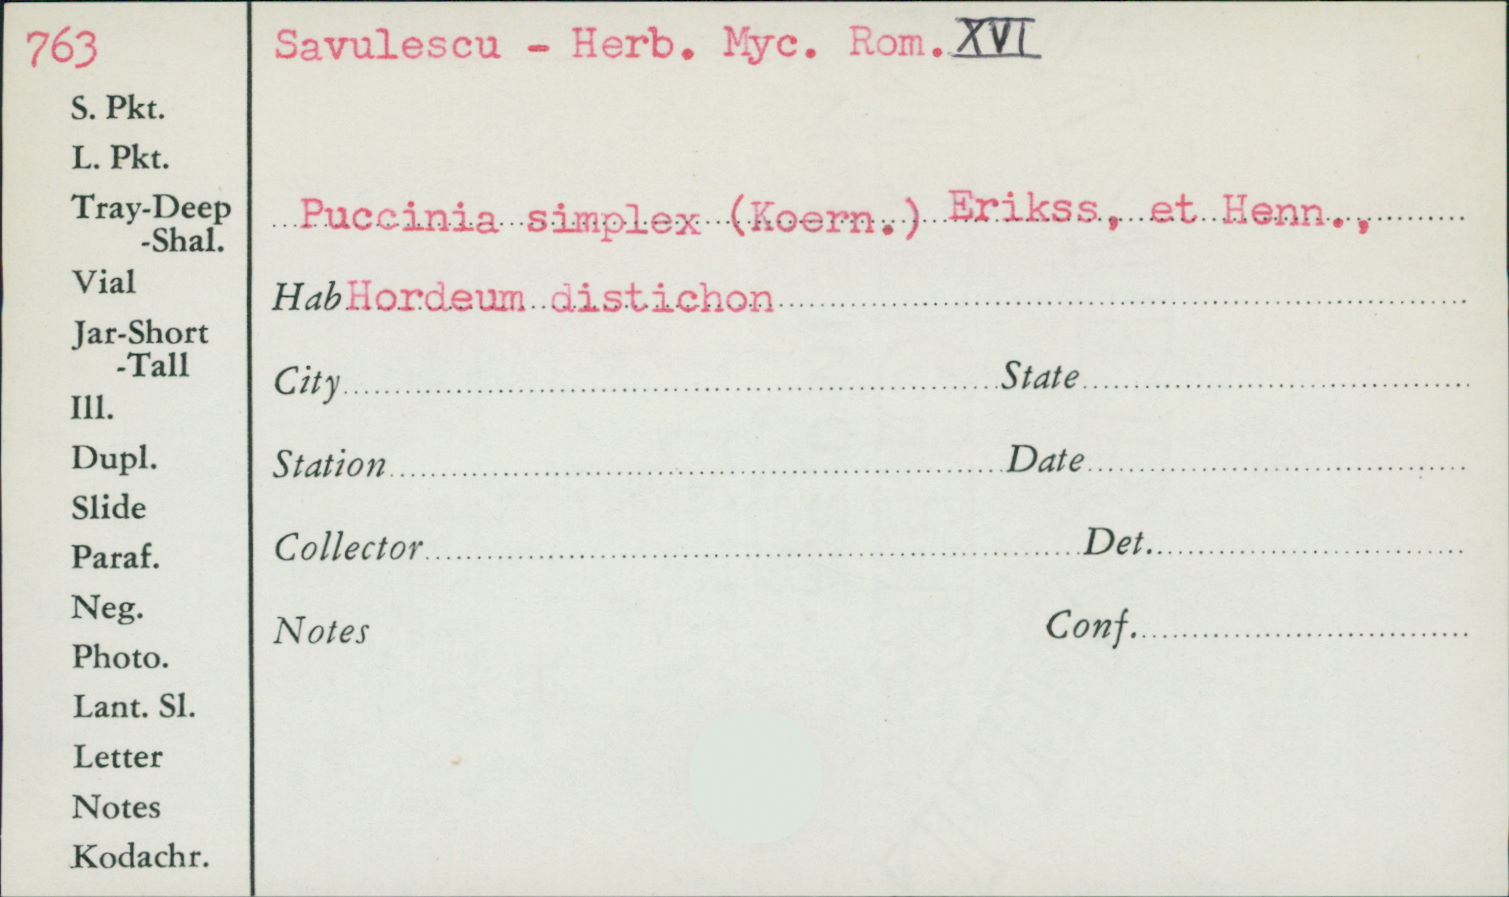 763
Savulescu - Herb. Myc. Rom. XVI
S. Pkt.
L. Pkt.
Tray-Deep
-Shal.
Vial
Jar-Short
-Tall
Ill.
Dupl.
Slide
Paraf.
Neg.
Photo.
Lant. Sl.
Letter
Notes
Kodachr.
Puccinia simplex (Koern.) Erikss, et Henn.,
Hab Hordeum distichon
City State
Station Date
Collector Det.
Notes Conf.